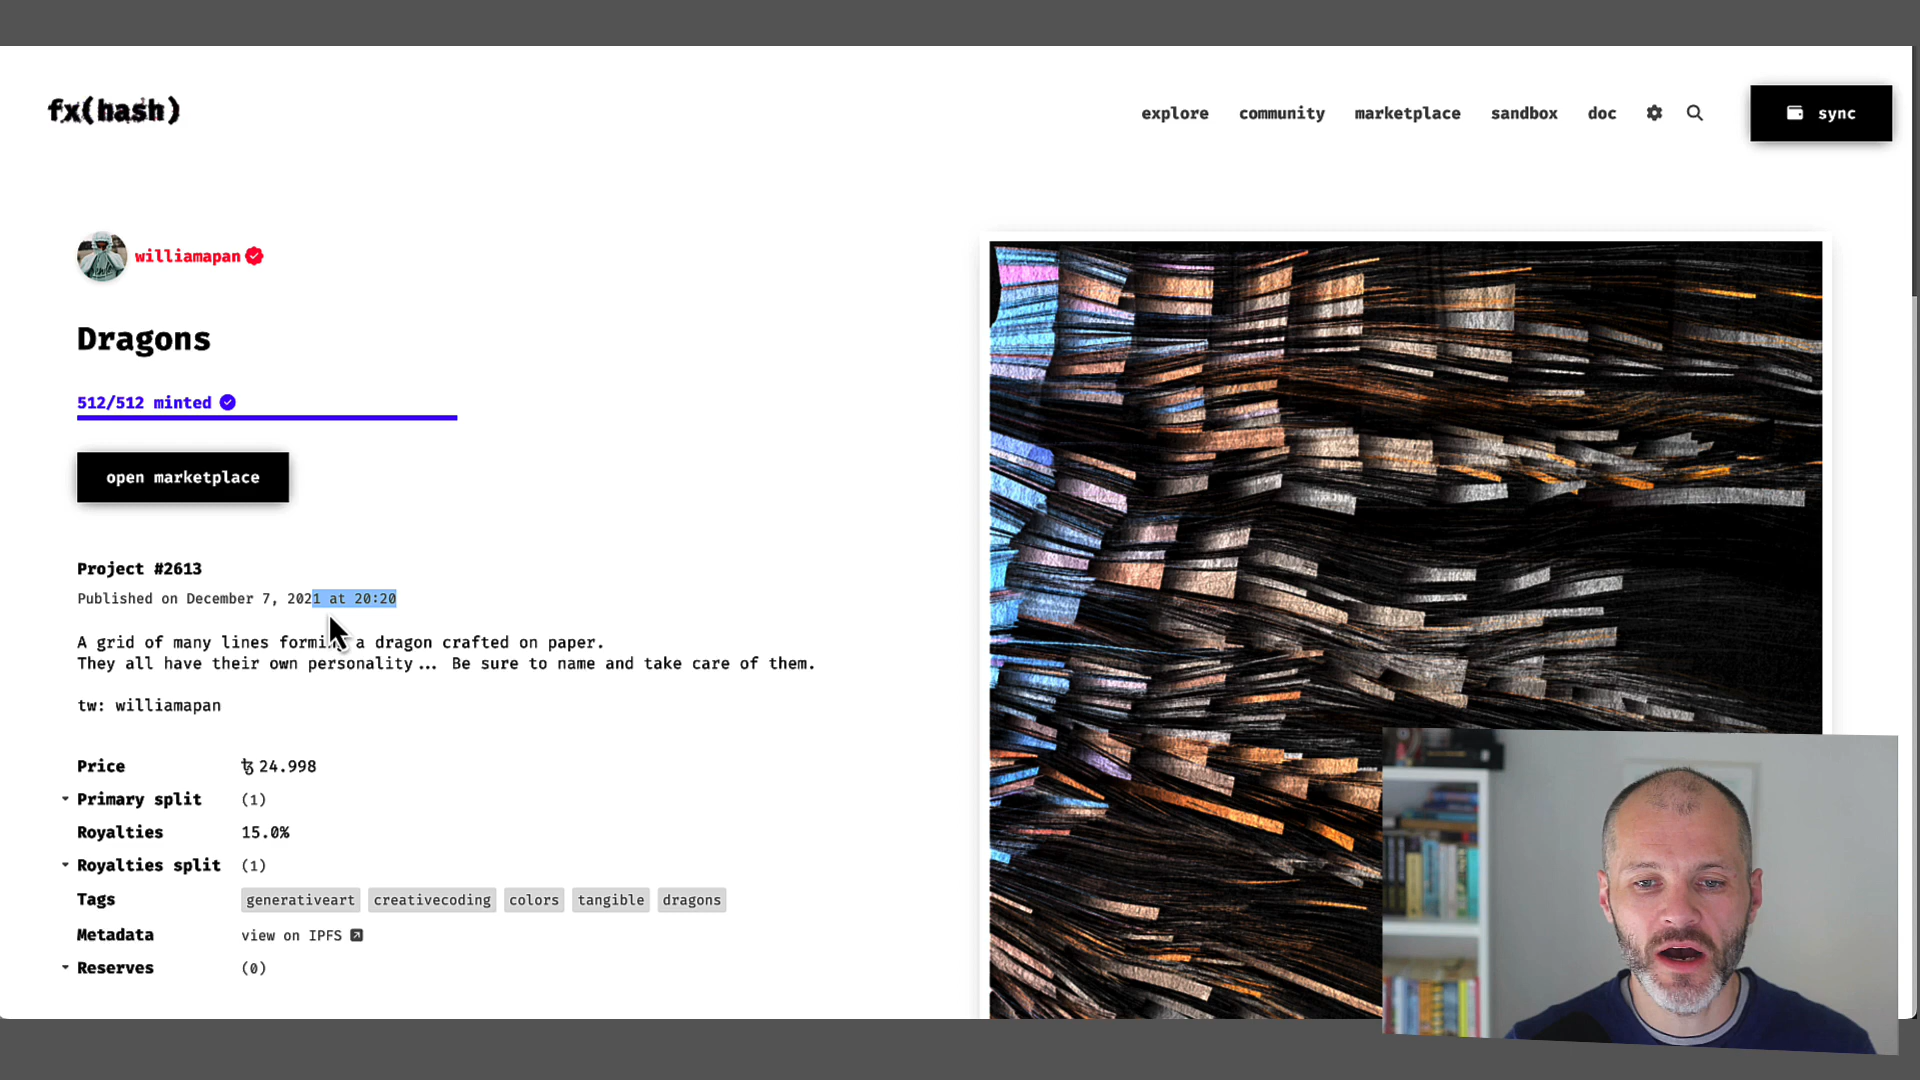 fx(hash)
explore community marketplace sandbox doc sync
williamapan
Dragons
512/512 minted
open marketplace
Project #2613
Published on December 7, 2021 at 20:20
A grid of many lines forming a dragon crafted on paper.
They all have their own personality... Be sure to name and take care of them.
tw: williamapan
Price ꜩ 24.998
Primary split (1)
Royalties 15.0%
Royalties split (1)
Tags generativeart creativecoding colors tangible dragons
Metadata view on IPFS
Reserves (0)